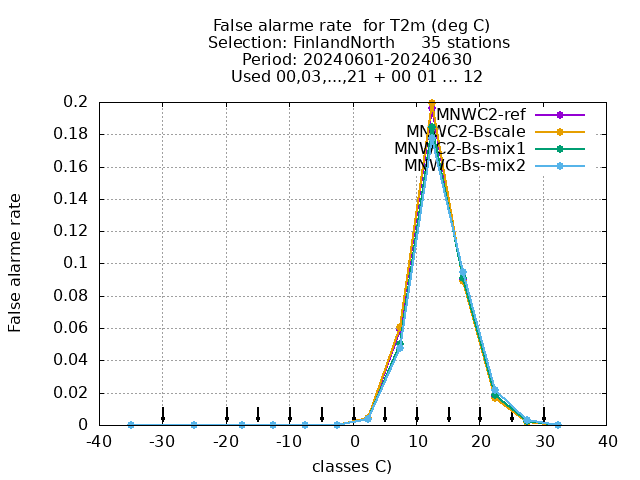 False alarme rate  for T2m (deg C)
Selection: FinlandNorth     35 stations
Period: 20240601-20240630
Used 00,03,...,21 + 00 01 ... 12
MNWC2-ref
MNWC2-Bscale
MNWC2-Bs-mix1
MNWC-Bs-mix2
False alarme rate
0.2
0.18
0.16
0.14
0.12
0.1
0.08
0.06
0.04
0.02
0
-40 -30 -20 -10 0 10 20 30 40
classes C)